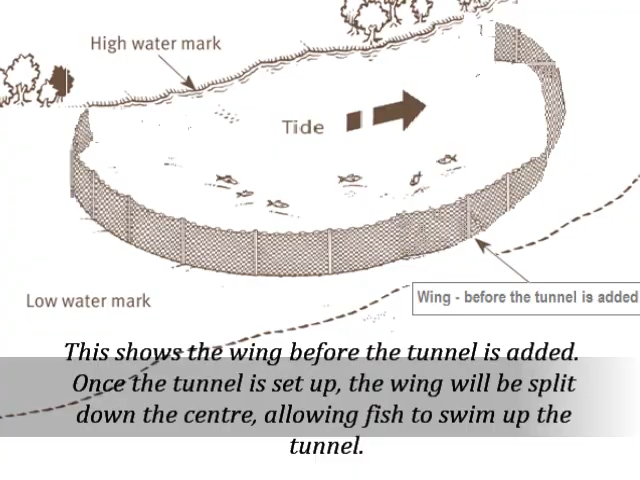 High water mark
Tide
Wing - before the tunnel is added
Low water mark
This shows the wing before the tunnel is added.
Once the tunnel is set up, the wing will be split
down the centre, allowing fish to swim up the
tunnel.